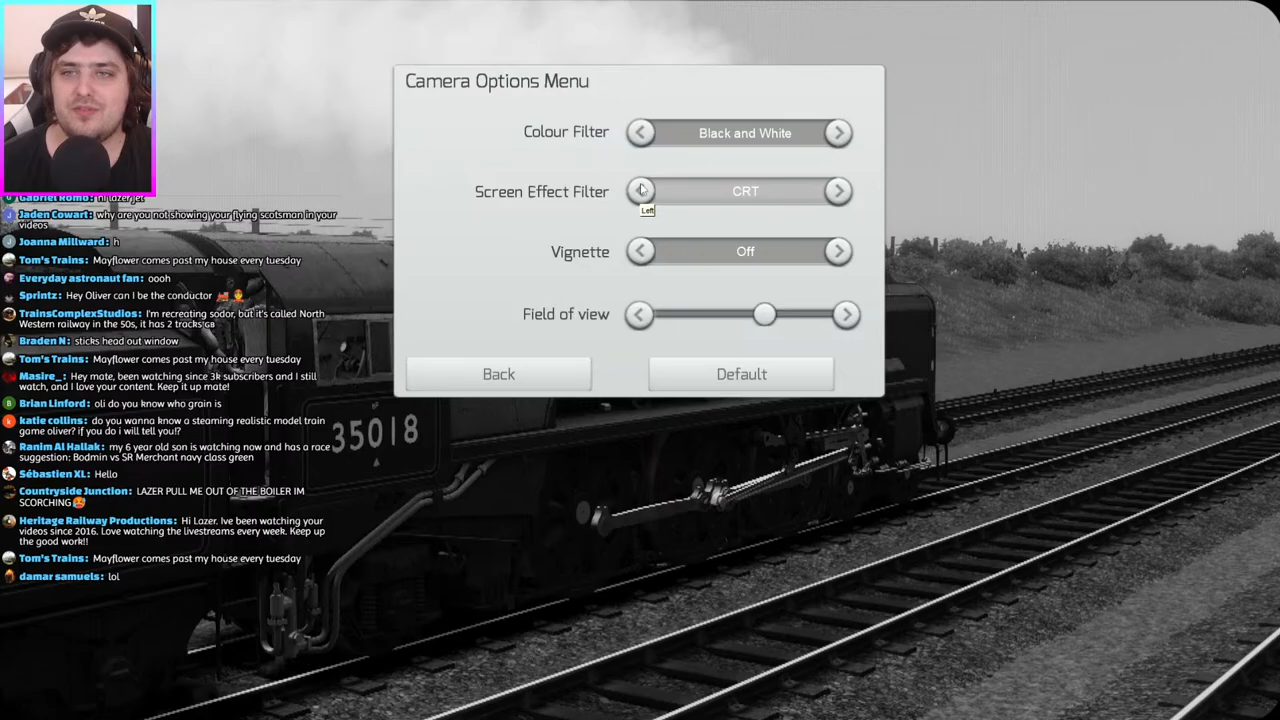 Camera Options Menu
Colour Filter
Black and White
Screen Effect Filter
CRT
Left
Vignette
Off
Field of view
Back
Default
Gabriel Romo: hi lazer jet
Jaden Cowart: why are you not showing your flying scotsman in your
videos
Joanna Millward: h
Tom's Trains: Mayflower comes past my house every tuesday
Everyday astronaut fan: oooh
Sprintz: Hey Oliver can I be the conductor 🚂👨‍✈️
TrainsComplexStudios: I'm recreating sodor, but it's called North
Western railway in the 50s, it has 2 tracks GB
Braden N: sticks head out window
Tom's Trains: Mayflower comes past my house every tuesday
Masire_: Hey mate, been watching since 3k subscribers and I still
watch, and I love your content. Keep it up mate!
Brian Linford: oli do you know who grain is
katie collins: do you wanna know a steaming realistic model train
game oliver? if you do i will tell you!?
Ranim Al Hallak: my 6 year old son is watching now and has a race
suggestion: Bodmin vs SR Merchant navy class
green
Sébastien XL: Hello
Countryside Junction: LAZER PULL ME OUT OF THE BOILER IM
SCORCHING🥵
Heritage Railway Productions: Hi Lazer. Ive been watching your
videos since 2016. Love watching the livestreams every week. Keep up
the good work!!
Tom's Trains: Mayflower comes past my house every tuesday
damar samuels: lol
35018